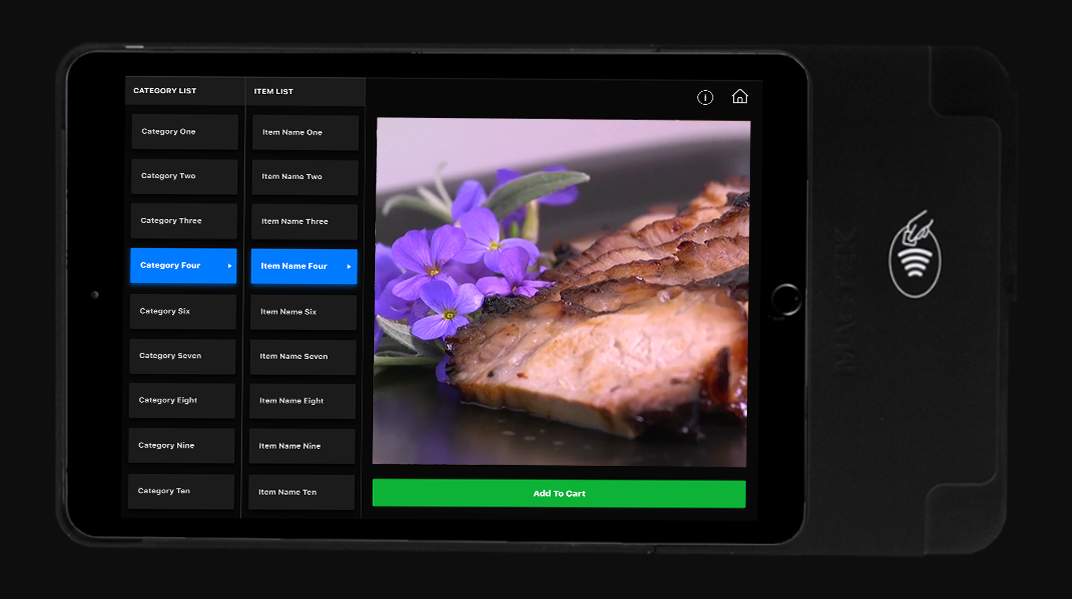 CATEGORY LIST
ITEM LIST
Category One
Item Name One
Category Two
Item Name Two
Category Three
Item Name Three
Category Four
Item Name Four
Category Six
Item Name Six
Category Seven
Item Name Seven
Category Eight
Item Name Eight
Category Nine
Item Name Nine
Category Ten
Item Name Ten
Add To Cart